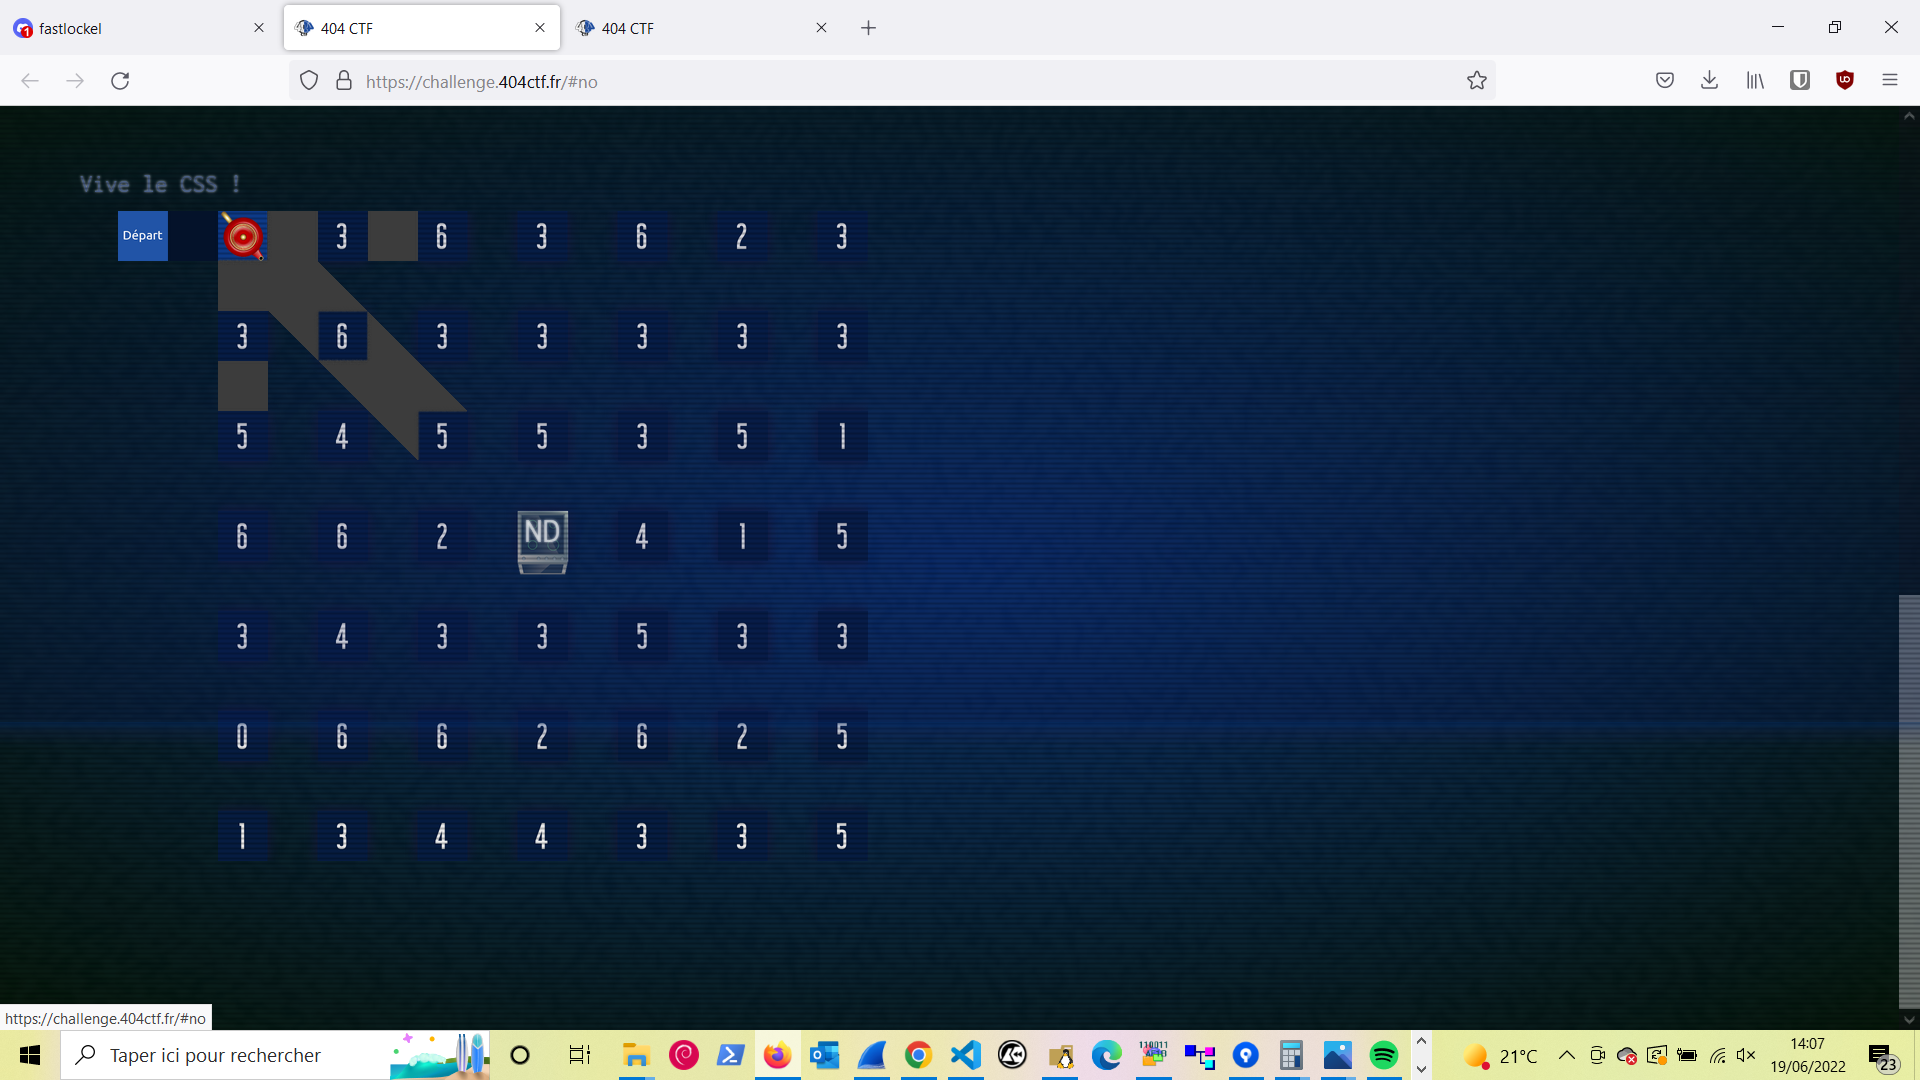 fastlockel
404 CTF
404 CTF
https://challenge.404ctf.fr/#no
Vive le CSS !
Départ 3 6 3 6 2 3
3 6 3 3 3 3 3
5 4 5 5 3 5 1
6 6 2 ND 4 1 5
3 4 3 3 5 3 3
0 6 6 2 6 2 5
1 3 4 4 3 3 5
https://challenge.404ctf.fr/#no
Taper ici pour rechercher
21°C
14:07
19/06/2022
23